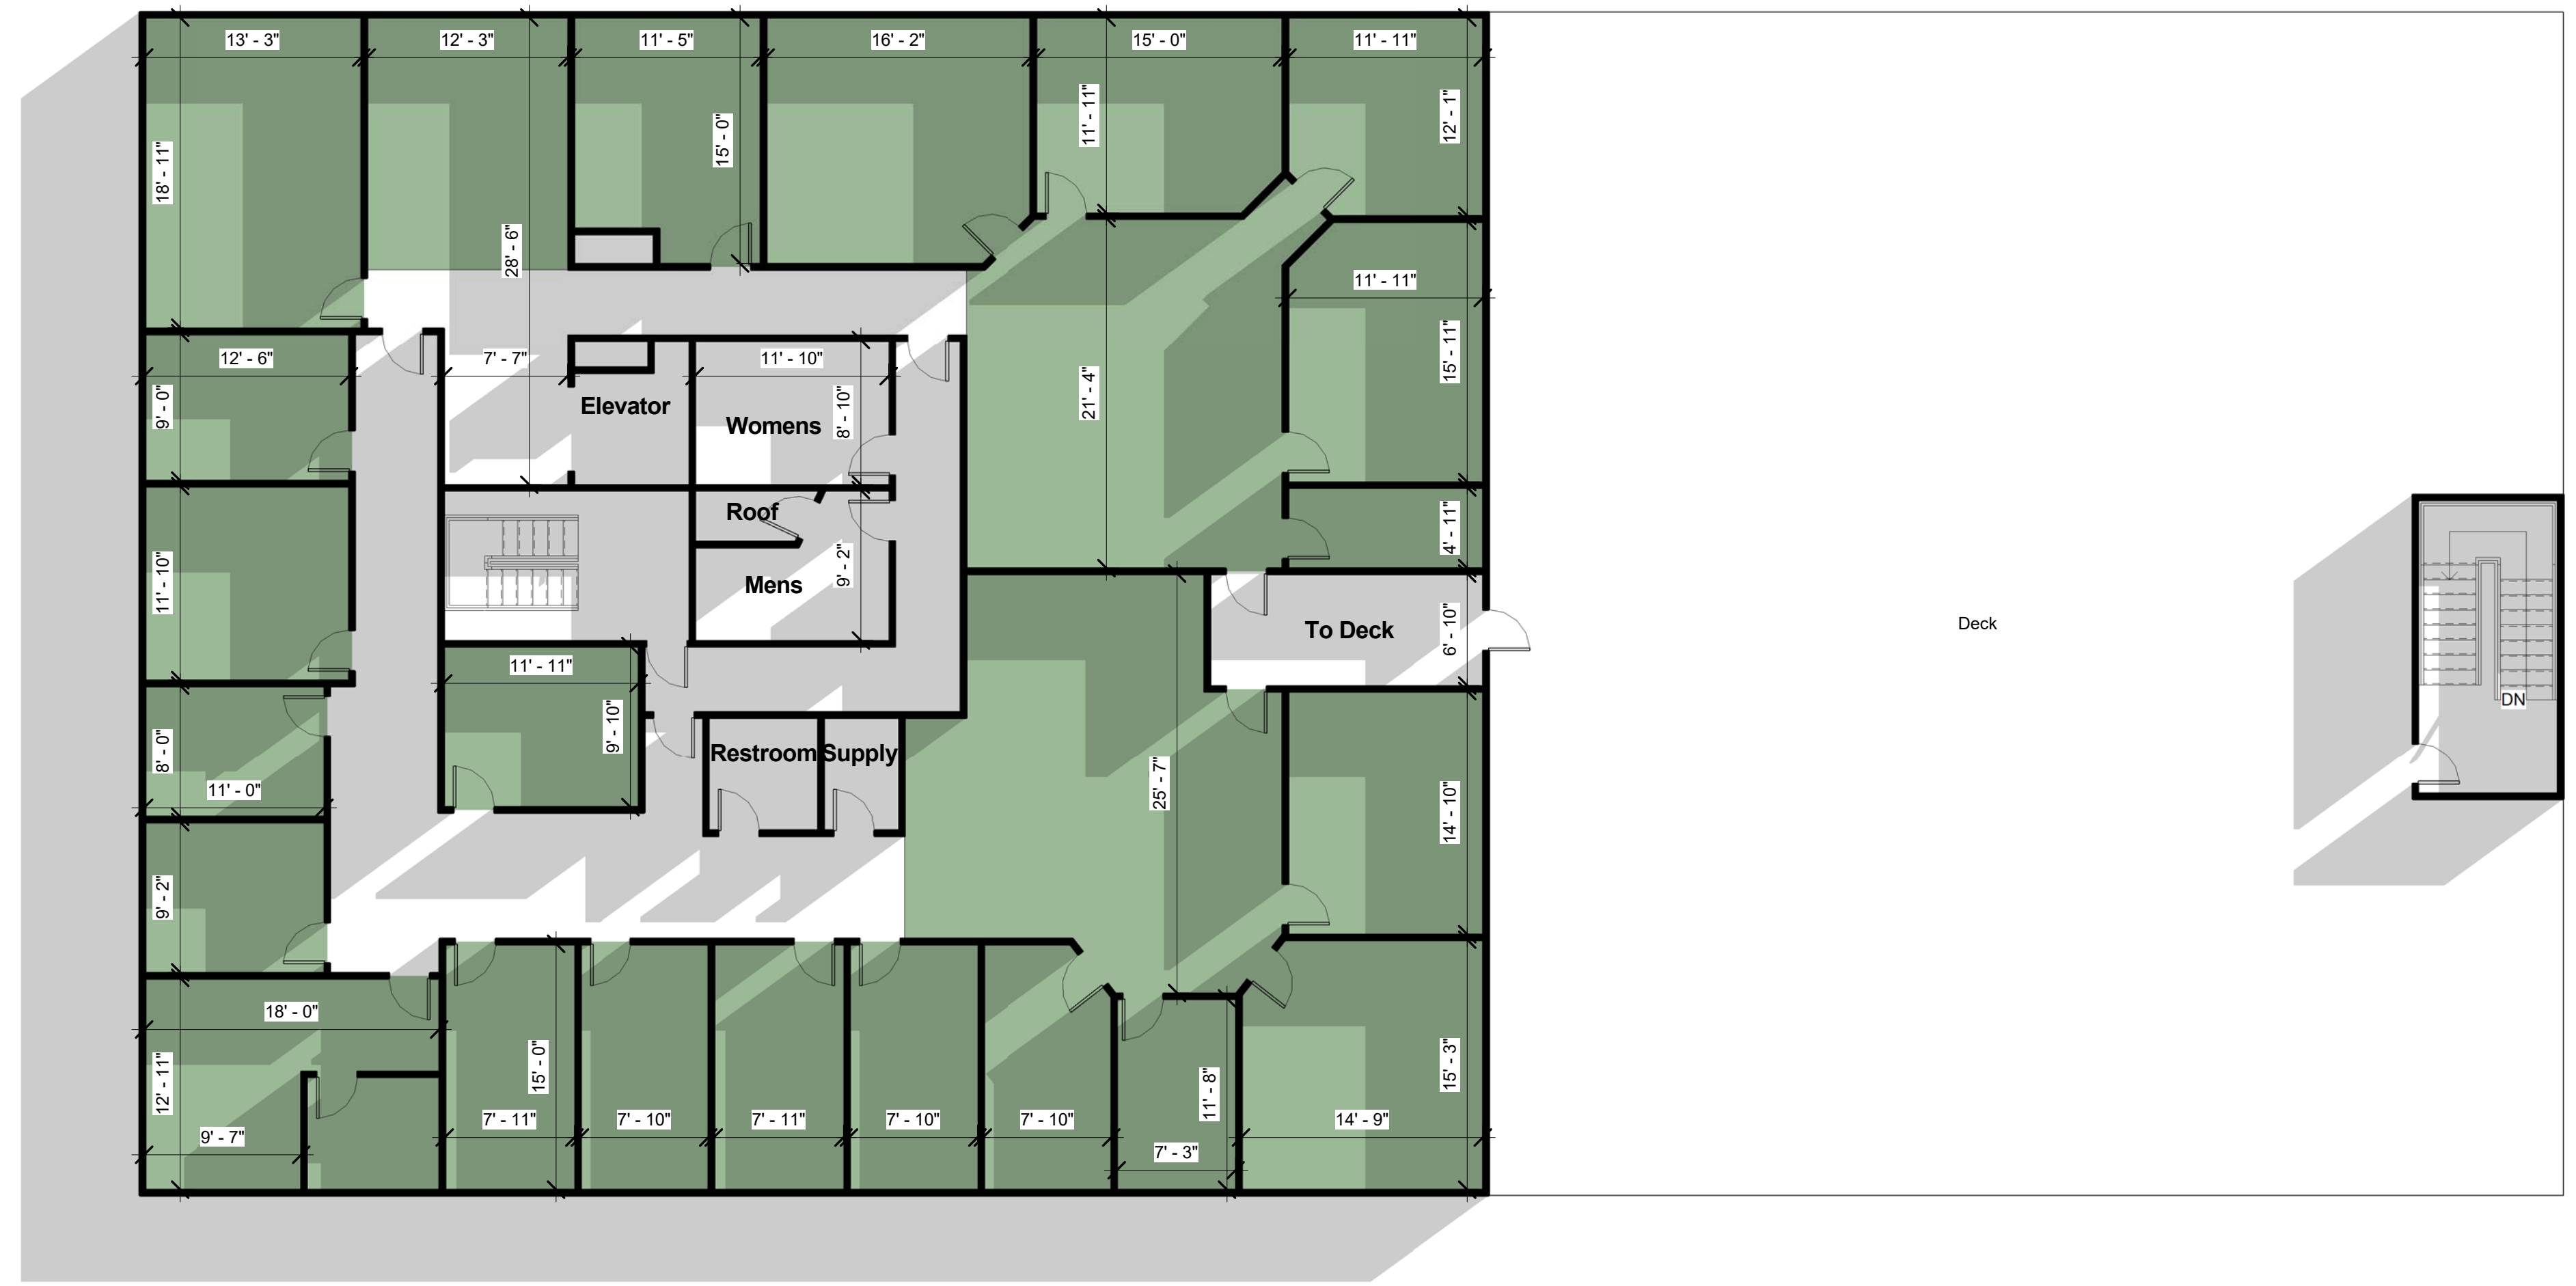 13' - 3"
12' - 3"
11' - 5"
16' - 2"
15' - 0"
11' - 11"
18' - 11"
28' - 6"
15' - 0"
11' - 11"
12' - 1"
12' - 6"
9' - 0"
7' - 7"
Elevator
11' - 10"
Womens
8' - 10"
21' - 4"
11' - 11"
15' - 11"
11' - 10"
Roof
Mens
9' - 2"
4' - 11"
To Deck
6' - 10"
Deck
DN
8' - 0"
11' - 0"
11' - 11"
9' - 10"
Restroom
Supply
25' - 7"
14' - 10"
9' - 2"
18' - 0"
12' - 11"
9' - 7"
15' - 0"
7' - 11"
7' - 10"
7' - 11"
7' - 10"
7' - 10"
11' - 8"
7' - 3"
14' - 9"
15' - 3"